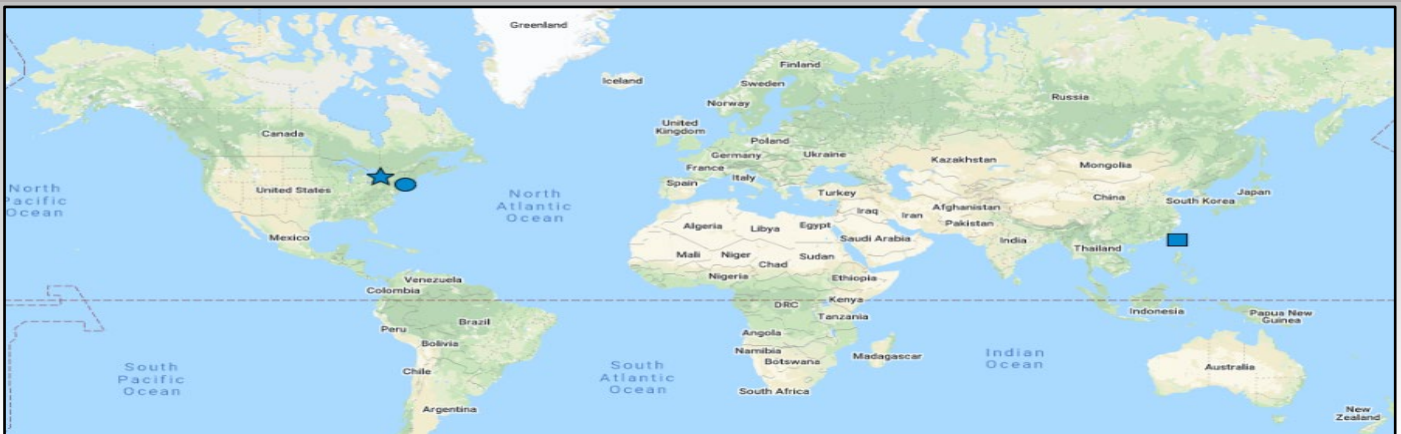 Greenland
Iceland
Finland
Sweden
Norway
Russia
United
Kingdom
Poland
Germany
Ukraine
France
Italy
Spain
Turkey
Kazakhstan
Mongolia
Canada
United States
Mexico
North
Pacific
Ocean
North
Atlantic
Ocean
Afghanistan
Iraq
Iran
Pakistan
China
South Korea
Japan
Algeria
Libya
Egypt
Saudi Arabia
India
Thailand
Mali
Niger
Chad
Sudan
Nigeria
Ethiopia
Venezuela
Colombia
DRC
Kenya
Tanzania
Indonesia
Papua New
Guinea
Peru
Brazil
Bolivia
Angola
Namibia
Botswana
Madagascar
South Africa
Chile
Argentina
South
Pacific
Ocean
South
Atlantic
Ocean
Indian
Ocean
Australia
New
Zealand